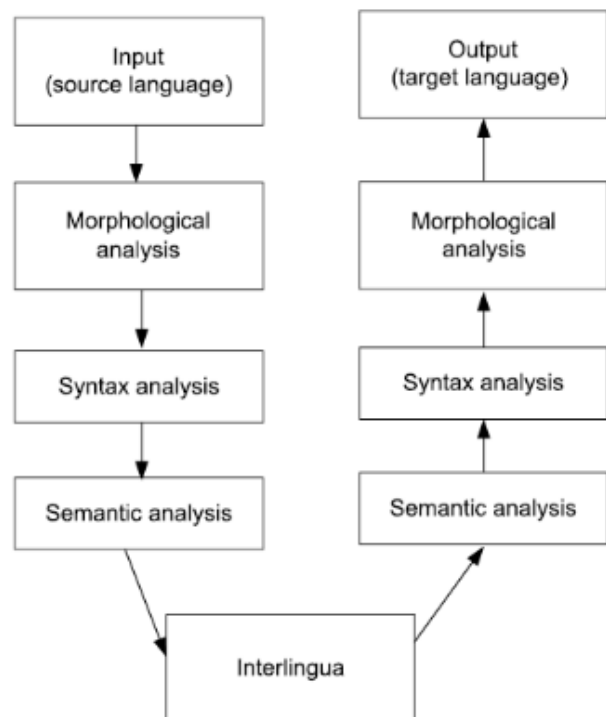 Input
(source language)
Morphological
analysis
Syntax analysis
Semantic analysis
Interlingua
Output
(target language)
Morphological
analysis
Syntax analysis
Semantic analysis